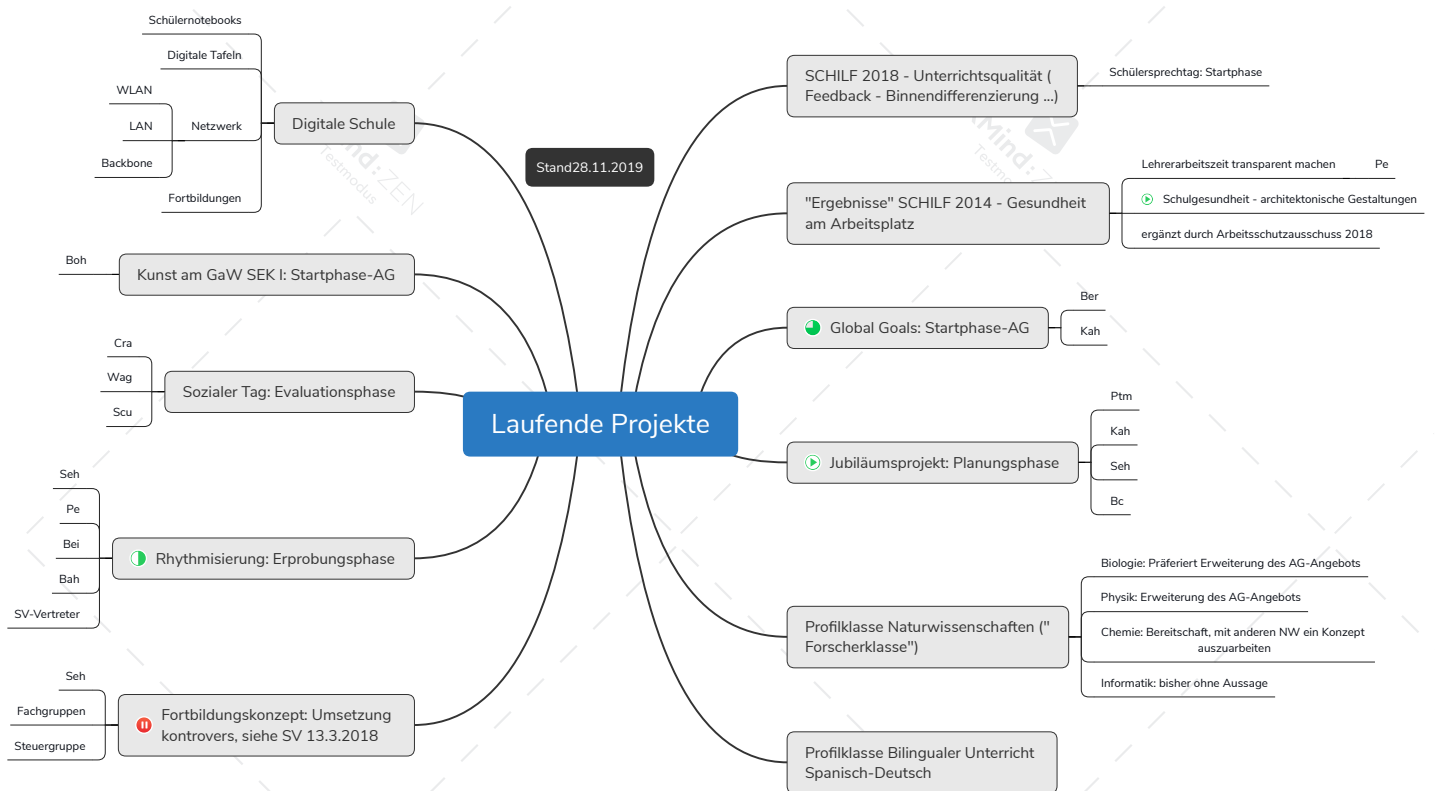 Laufende Projekte
Stand28.11.2019
SCHILF 2018 - Unterrichtsqualität (
Feedback - Binnendifferenzierung ...)
Schülersprechtag: Startphase
"Ergebnisse" SCHILF 2014 - Gesundheit
am Arbeitsplatz
Lehrerarbeitszeit transparent machen
Pe
Schulgesundheit - architektonische Gestaltungen
ergänzt durch Arbeitsschutzausschuss 2018
Global Goals: Startphase-AG
Ber
Kah
Jubiläumsprojekt: Planungsphase
Ptm
Kah
Seh
Bc
Profilklasse Naturwissenschaften ("
Forscherklasse")
Biologie: Präferiert Erweiterung des AG-Angebots
Physik: Erweiterung des AG-Angebots
Chemie: Bereitschaft, mit anderen NW ein Konzept
auszuarbeiten
Informatik: bisher ohne Aussage
Profilklasse Bilingualer Unterricht
Spanisch-Deutsch
Digitale Schule
Schülernotebooks
Digitale Tafeln
Netzwerk
WLAN
LAN
Backbone
Fortbildungen
Kunst am GaW SEK I: Startphase-AG
Boh
Sozialer Tag: Evaluationsphase
Cra
Wag
Scu
Rhythmisierung: Erprobungsphase
Seh
Pe
Bei
Bah
SV-Vertreter
Fortbildungskonzept: Umsetzung
kontrovers, siehe SV 13.3.2018
Seh
Fachgruppen
Steuergruppe
Testmodus